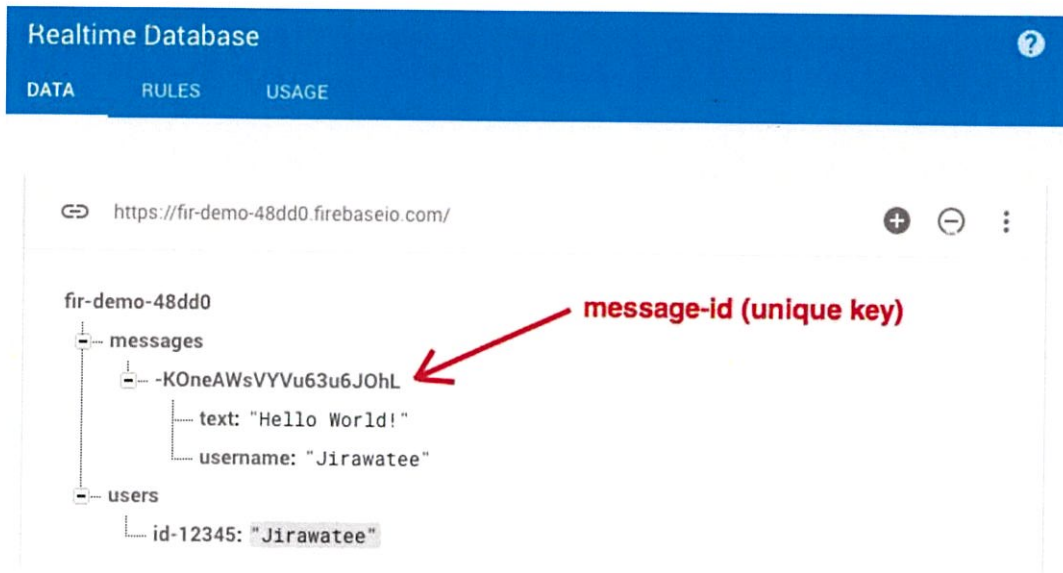 Realtime Database
DATA RULES USAGE
https://fir-demo-48dd0.firebaseio.com/
fir-demo-48dd0
message-id (unique key)
messages
-KOneAWsVYVu63u6JOhL
text: "Hello World!"
username: "Jirawatee"
users
id-12345: "Jirawatee"